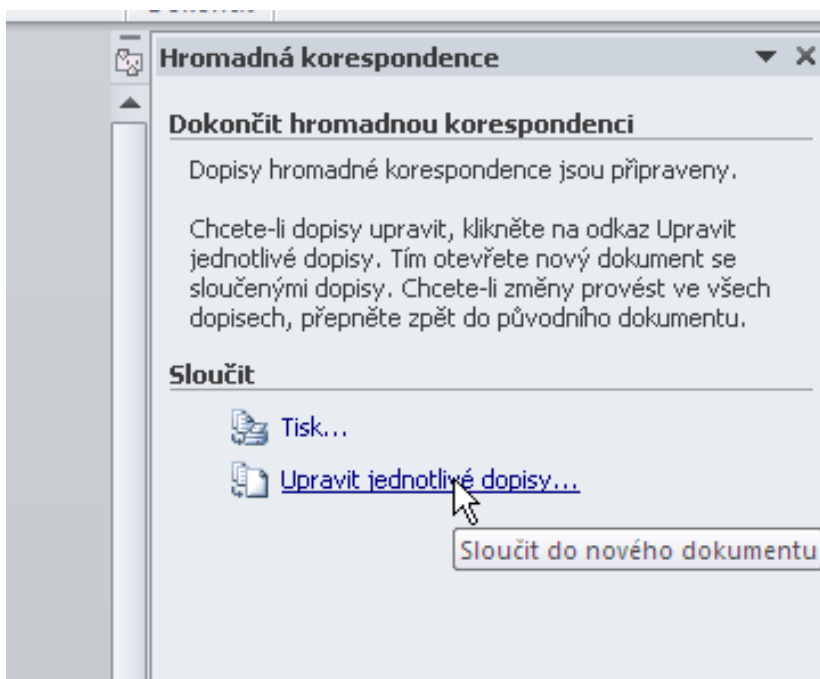 Hromadná korespondence
Dokončit hromadnou korespondenci
Dopisy hromadné korespondence jsou připraveny.
Chcete-li dopisy upravit, klikněte na odkaz Upravit
jednotlivé dopisy. Tím otevřete nový dokument se
sloučenými dopisy. Chcete-li změny provést ve všech
dopisech, přepněte zpět do původního dokumentu.
Sloučit
Tisk...
Upravit jednotlivé dopisy...
Sloučit do nového dokumentu